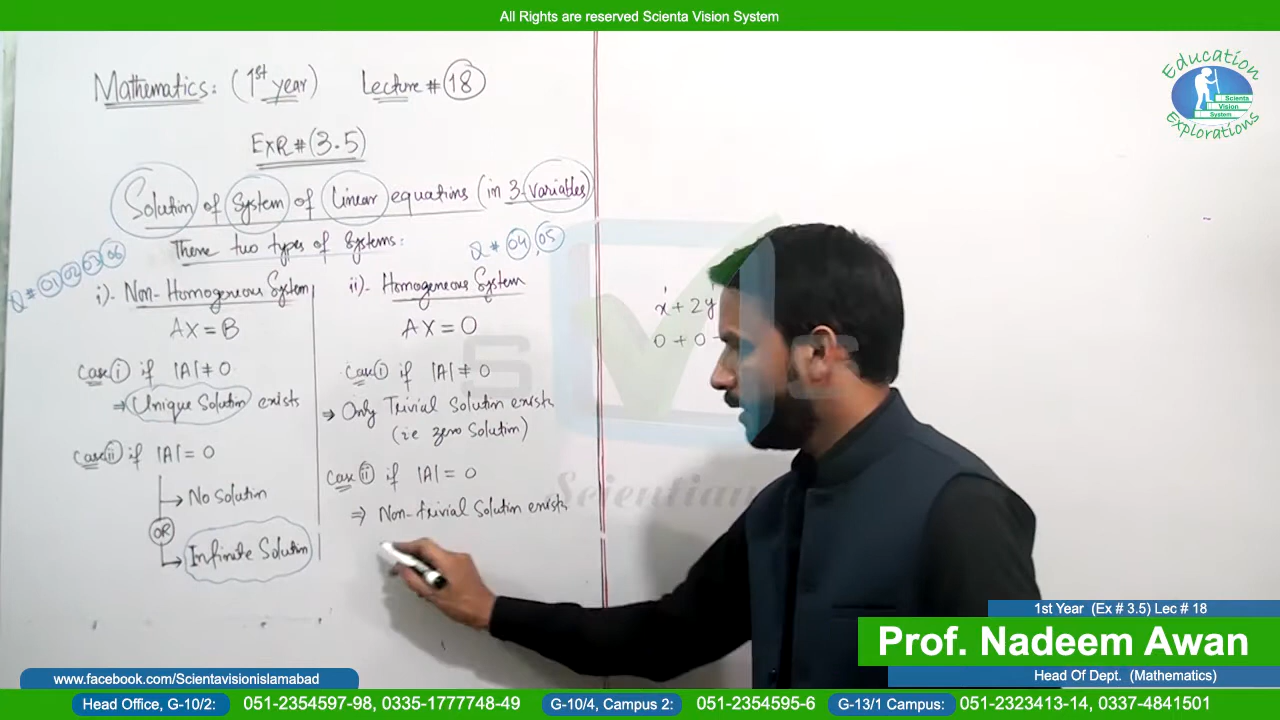 All Rights are reserved Scienta Vision System
Mathematics: (1st year) Lecture # 18
ExR # (3.5)
Solution of System of Linear equations (in 3-variables)
There two types of Systems:
Q # 01 02 03 06
i)- Non-Homogeneous System
AX = B
Case i if |A| ≠ 0
⇒ Unique Solution exists
Case ii if |A| = 0
→ No Solution
OR
→ Infinite Solution
Q # 04, 05
ii)- Homogeneous System
AX = O
Case i if |A| ≠ 0
⇒ Only Trivial Solution exists
(ie zero Solution)
Case ii if |A| = 0
⇒ Non-trivial Solution exists
x + 2y
0 + 0 +
Education
Scienta
Vision
System
Explorations
SVS
Scientian
1st Year (Ex # 3.5) Lec # 18
Prof. Nadeem Awan
Head Of Dept. (Mathematics)
www.facebook.com/Scientavisionislamabad
Head Office, G-10/2: 051-2354597-98, 0335-1777748-49 G-10/4, Campus 2: 051-2354595-6 G-13/1 Campus: 051-2323413-14, 0337-4841501